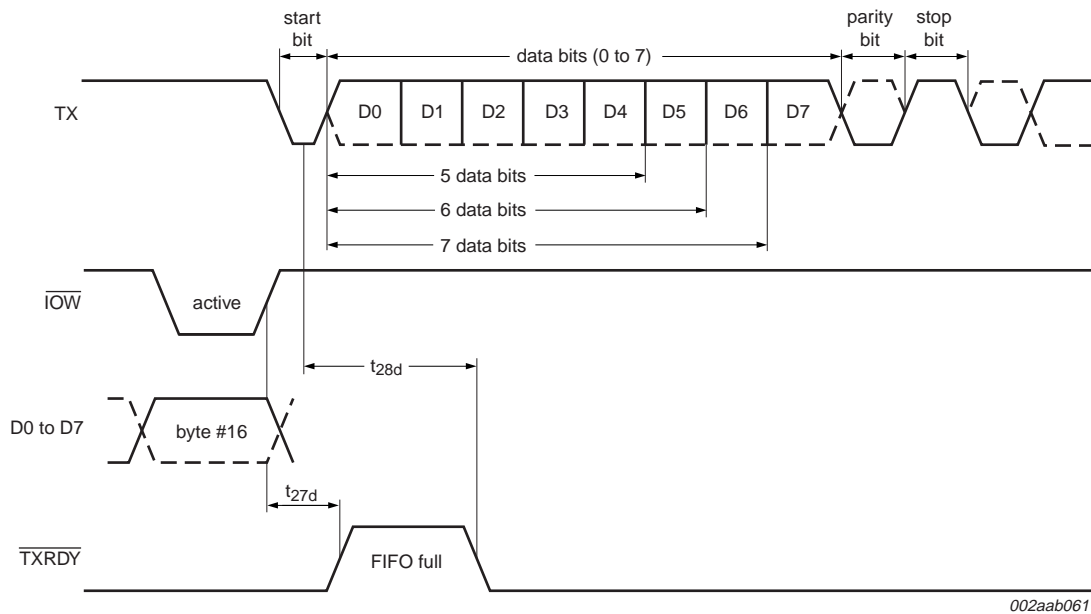 start
bit
data bits (0 to 7)
parity
bit
stop
bit
TX
D0 D1 D2 D3 D4 D5 D6 D7
5 data bits
6 data bits
7 data bits
IOW
active
t28d
D0 to D7
byte #16
t27d
TXRDY
FIFO full
002aab061